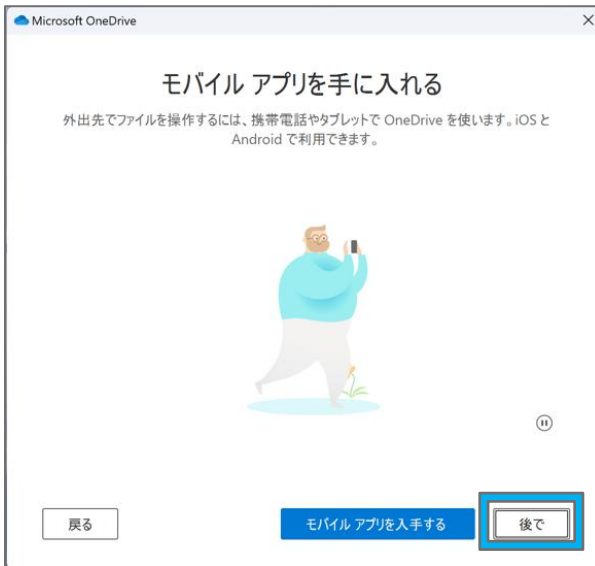 Microsoft OneDrive
モバイル アプリを手に入れる
外出先でファイルを操作するには、携帯電話やタブレットで OneDrive を使います。iOS と
Android で利用できます。
戻る
モバイル アプリを入手する
後で